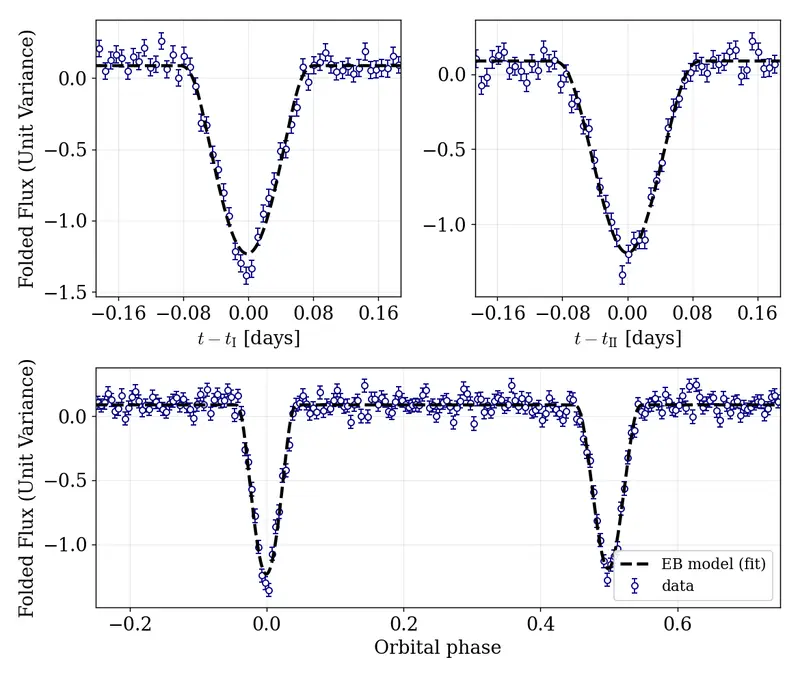 Folded Flux (Unit Variance)
0.0
−0.5
−1.0
−1.5
−0.16 −0.08 0.00 0.08 0.16
t − t_I [days]
0.0
−0.5
−1.0
−0.16 −0.08 0.00 0.08 0.16
t − t_II [days]
Folded Flux (Unit Variance)
0.0
−0.5
−1.0
EB model (fit)
data
−0.2 0.0 0.2 0.4 0.6
Orbital phase